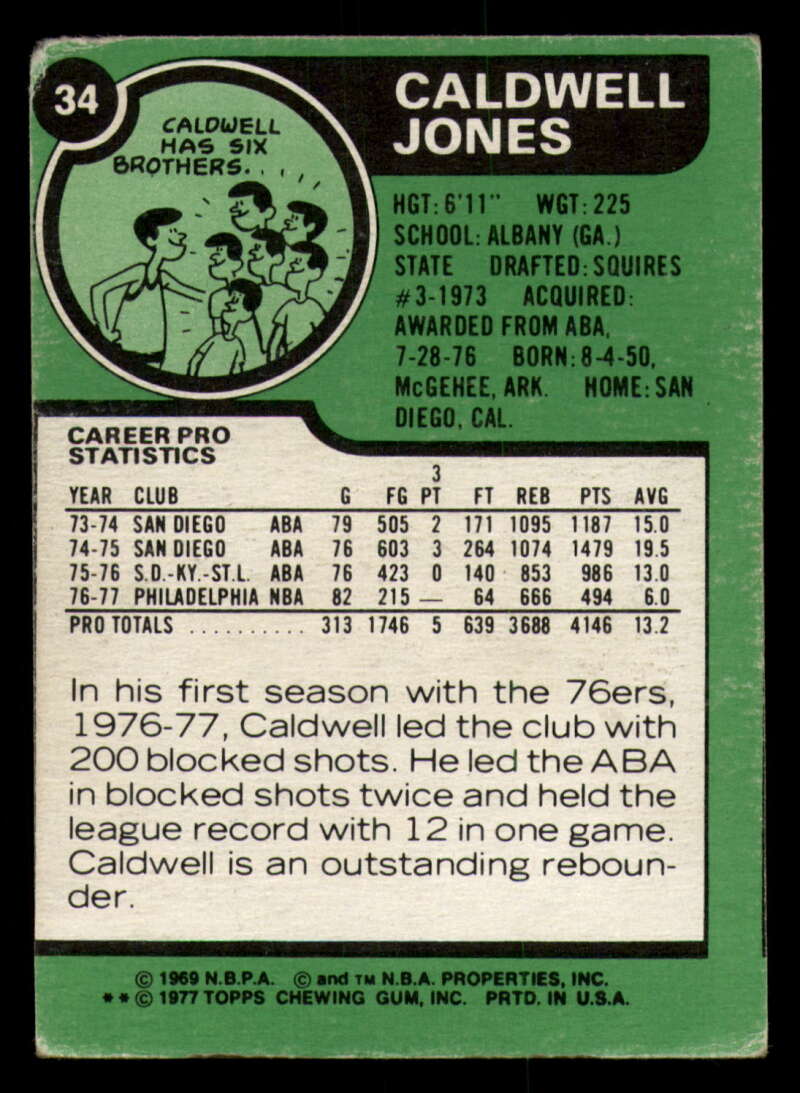 34
CALDWELL
HAS SIX
BROTHERS....
CALDWELL
JONES
HGT: 6'11" WGT: 225
SCHOOL: ALBANY (GA.)
STATE DRAFTED: SQUIRES
#3-1973 ACQUIRED:
AWARDED FROM ABA,
7-28-76 BORN: 8-4-50,
McGEHEE, ARK. HOME: SAN
DIEGO, CAL.
CAREER PRO
STATISTICS
YEAR CLUB G FG 3 PT FT REB PTS AVG
73-74 SAN DIEGO ABA 79 505 2 171 1095 1187 15.0
74-75 SAN DIEGO ABA 76 603 3 264 1074 1479 19.5
75-76 S.D.-KY.-ST.L. ABA 76 423 0 140 853 986 13.0
76-77 PHILADELPHIA NBA 82 215 — 64 666 494 6.0
PRO TOTALS .......... 313 1746 5 639 3688 4146 13.2
In his first season with the 76ers,
1976-77, Caldwell led the club with
200 blocked shots. He led the ABA
in blocked shots twice and held the
league record with 12 in one game.
Caldwell is an outstanding reboun-
der.
© 1969 N.B.P.A. © and TM N.B.A. PROPERTIES, INC.
** © 1977 TOPPS CHEWING GUM, INC. PRTD. IN U.S.A.